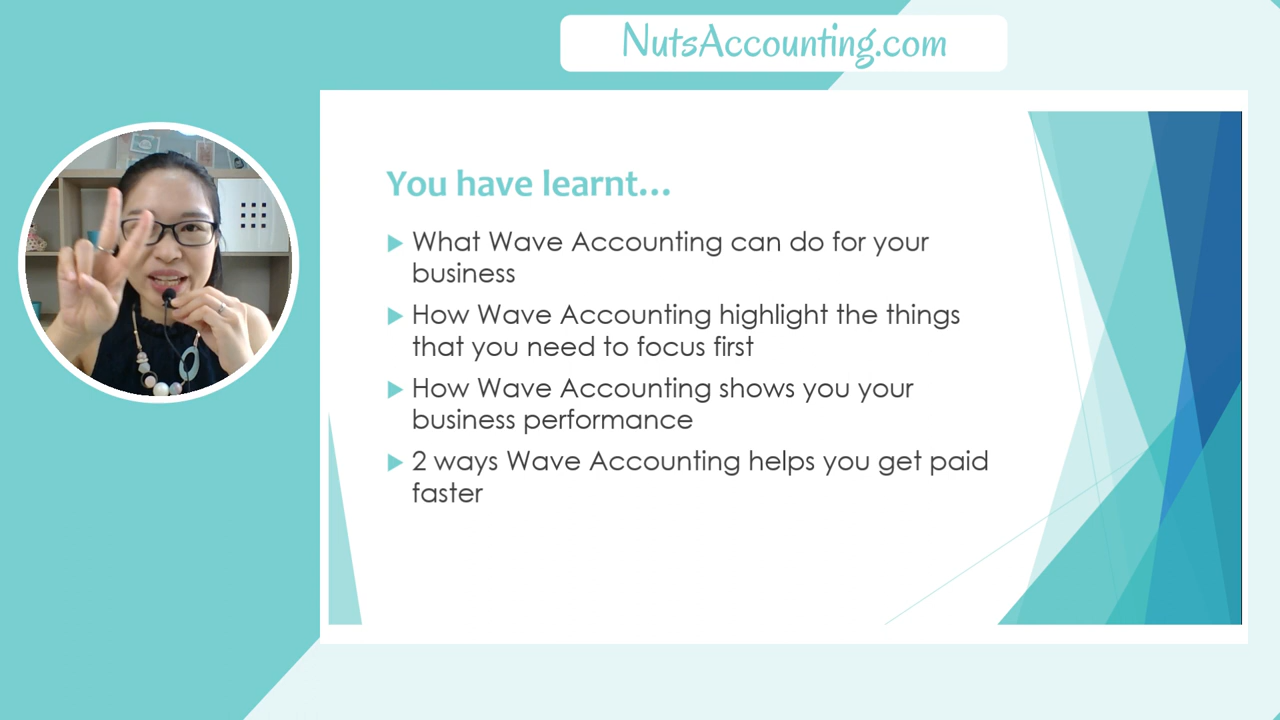 NutsAccounting.com
You have learnt...
What Wave Accounting can do for your
business
How Wave Accounting highlight the things
that you need to focus first
How Wave Accounting shows you your
business performance
2 ways Wave Accounting helps you get paid
faster